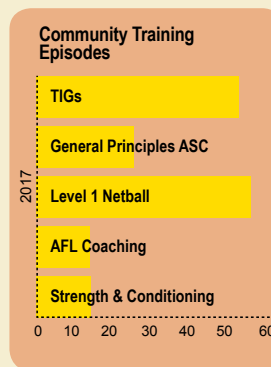 Community Training
Episodes
2017
TIGs
General Principles ASC
Level 1 Netball
AFL Coaching
Strength & Conditioning
0 10 20 30 40 50 60